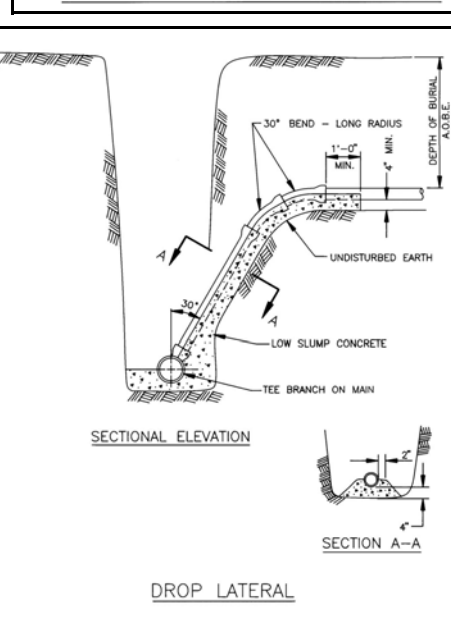 DEPTH OF BURIAL
A.O.B.E.
30° BEND – LONG RADIUS
1'-0"
MIN.
4" MIN.
UNDISTURBED EARTH
A
30°
A
LOW SLUMP CONCRETE
TEE BRANCH ON MAIN
SECTIONAL ELEVATION
2"
4"
SECTION A–A
DROP LATERAL